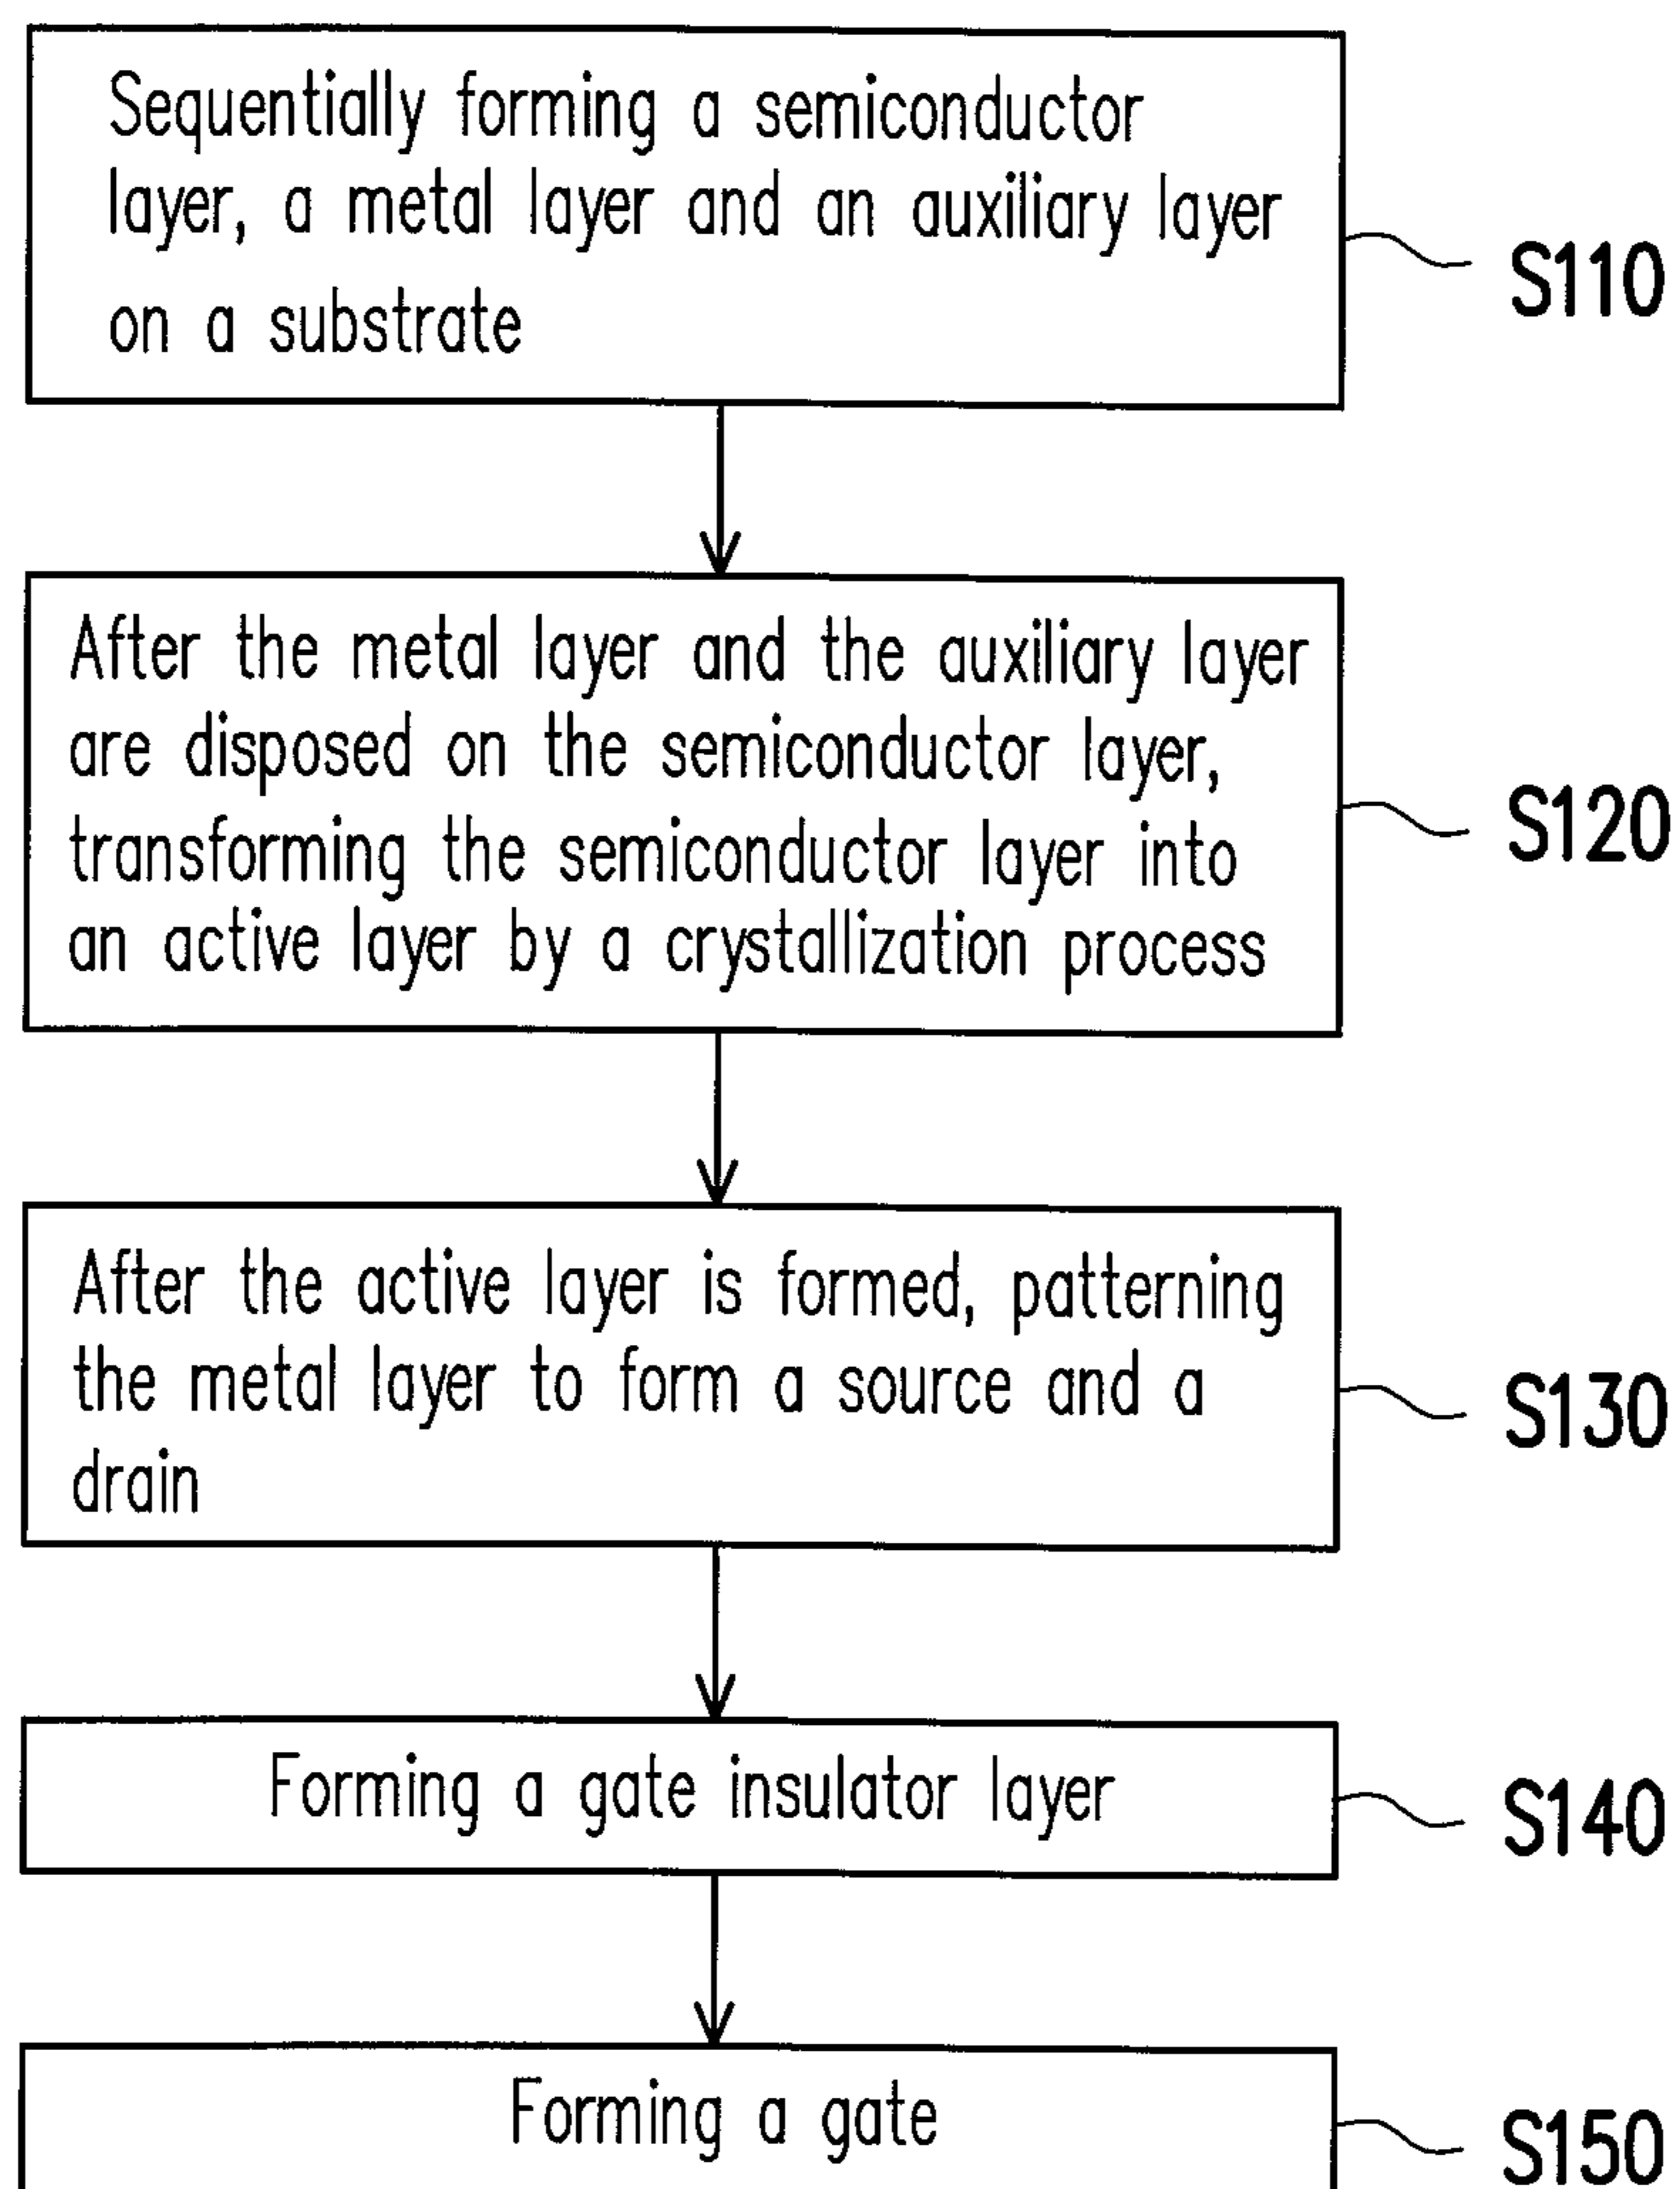 Sequentially forming a semiconductor
layer, a metal layer and an auxiliary layer
on a substrate
S110
After the metal layer and the auxiliary layer
are disposed on the semiconductor layer,
transforming the semiconductor layer into
an active layer by a crystallization process
S120
After the active layer is formed, patterning
the metal layer to form a source and a
drain
S130
Forming a gate insulator layer
S140
Forming a gate
S150